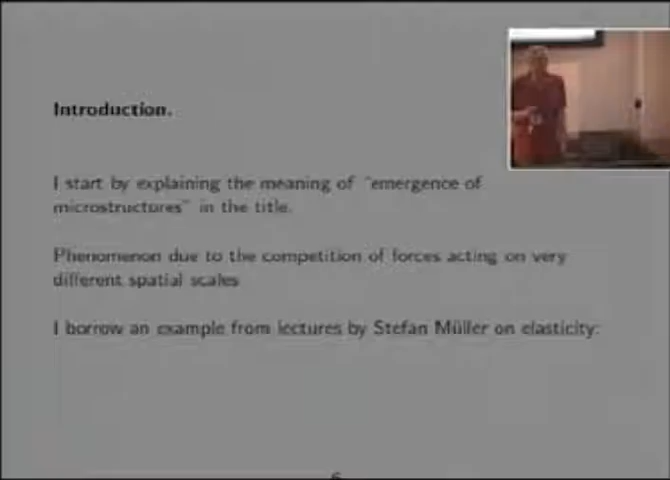 Introduction.
I start by explaining the meaning of "emergence of
microstructures" in the title.
Phenomenon due to the competition of forces acting on very
different spatial scales
I borrow an example from lectures by Stefan Müller on elasticity:
6